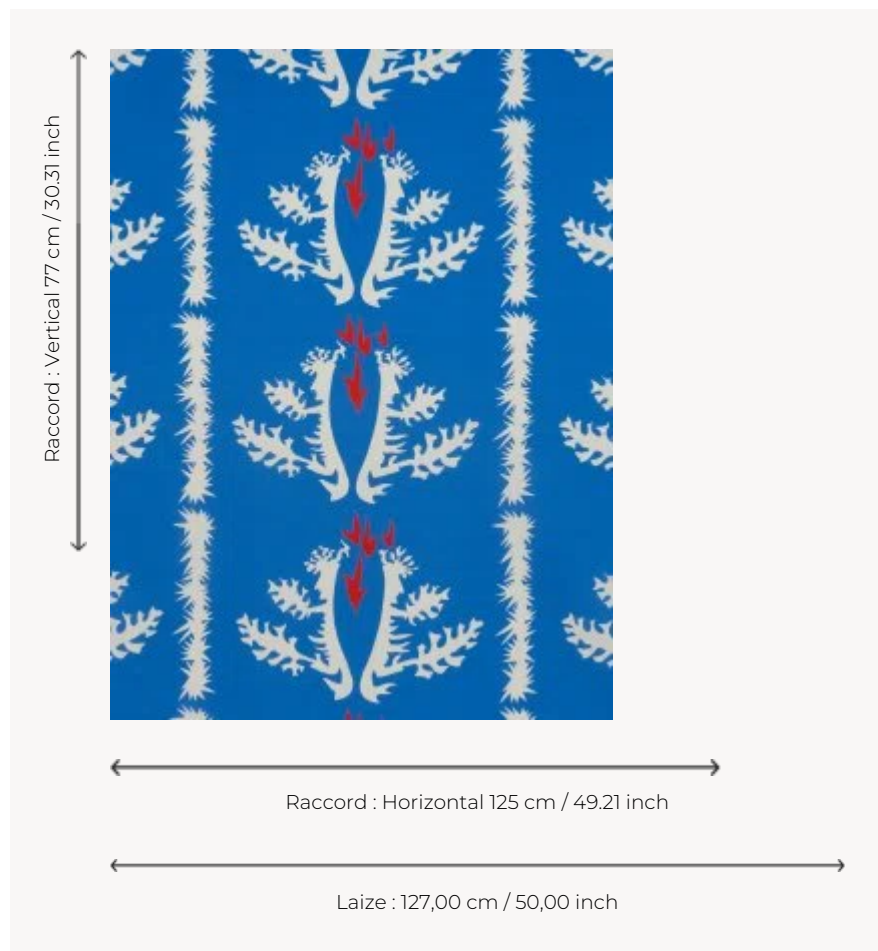 Raccord : Vertical 77 cm / 30.31 inch
Raccord : Horizontal 125 cm / 49.21 inch
Laize : 127,00 cm / 50,00 inch